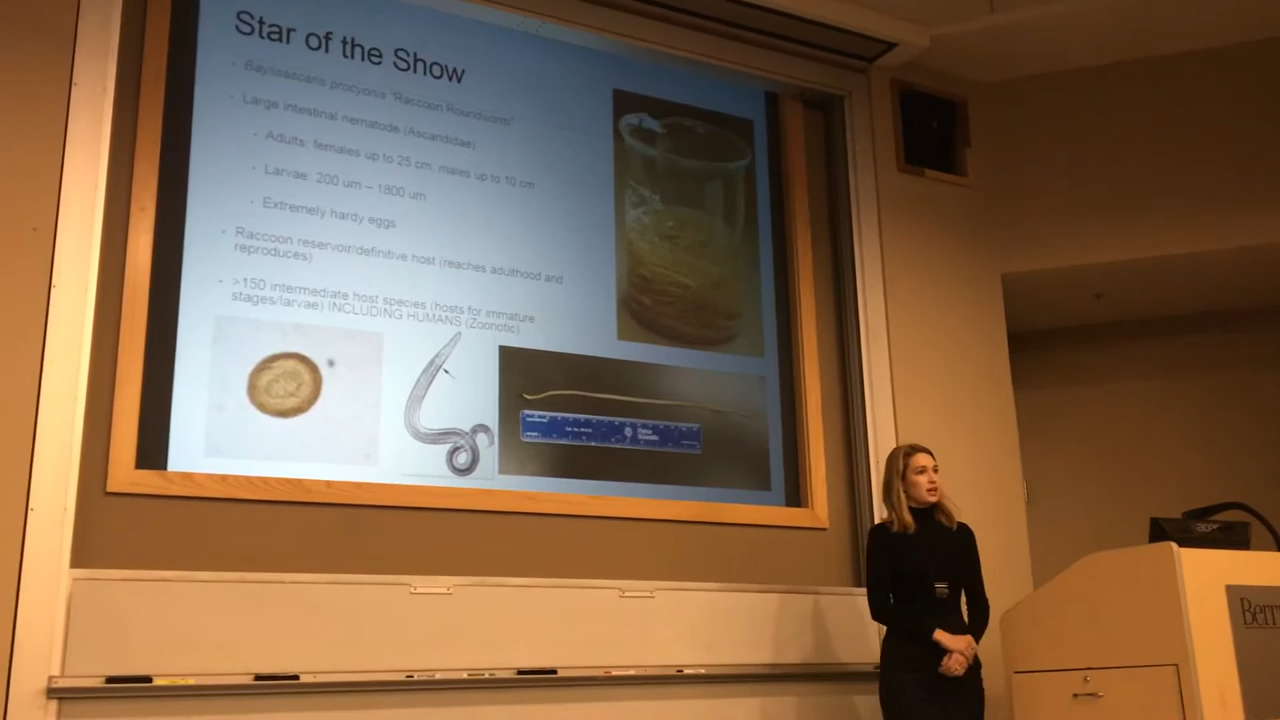 Star of the Show
Baylisascaris procyonis "Raccoon Roundworm"
Large intestinal nematode (Ascarididae)
Adults: females up to 25 cm, males up to 10 cm
Larvae: 200 um – 1800 um
Extremely hardy eggs
Raccoon reservoir/definitive host (reaches adulthood and
reproduces)
>150 intermediate host species (hosts for immature
stages/larvae) INCLUDING HUMANS (Zoonotic)
Scientific
acer
Berr